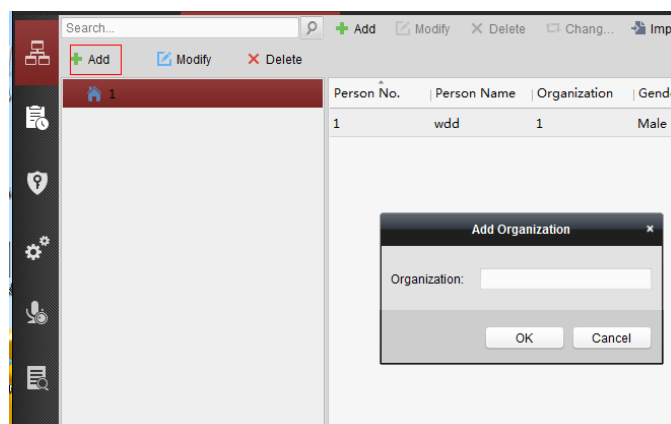 Search...
Add Modify Delete Chang... Imp
Add Modify Delete
1
Person No. Person Name Organization Gend
1 wdd 1 Male
Add Organization
Organization:
OK Cancel